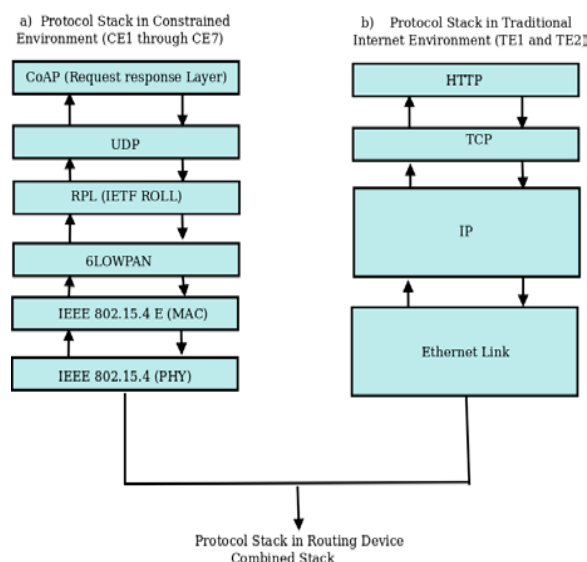 a) Protocol Stack in Constrained
Environment (CE1 through CE7)
CoAP (Request response Layer)
UDP
RPL (IETF ROLL)
6LOWPAN
IEEE 802.15.4 E (MAC)
IEEE 802.15.4 (PHY)
b) Protocol Stack in Traditional
Internet Environment (TE1 and TE2)
HTTP
TCP
IP
Ethernet Link
Protocol Stack in Routing Device
Combined Stack